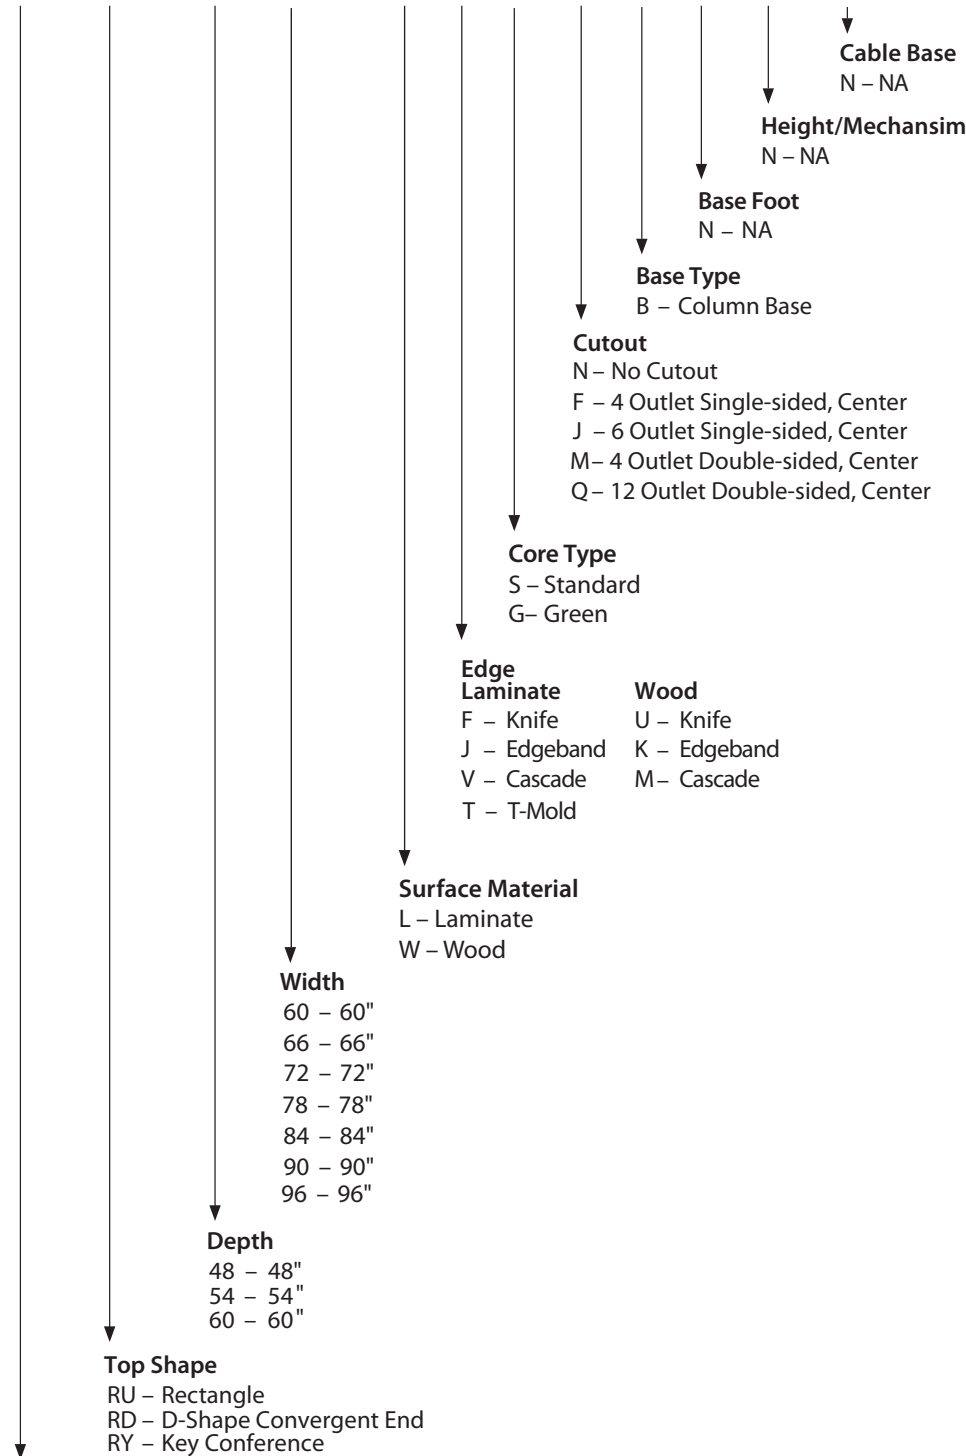 Cable Base
N – NA
Height/Mechansim
N – NA
Base Foot
N – NA
Base Type
B – Column Base
Cutout
N – No Cutout
F – 4 Outlet Single-sided, Center
J – 6 Outlet Single-sided, Center
M – 4 Outlet Double-sided, Center
Q – 12 Outlet Double-sided, Center
Core Type
S – Standard
G – Green
Edge
Laminate Wood
F – Knife U – Knife
J – Edgeband K – Edgeband
V – Cascade M – Cascade
T – T-Mold
Surface Material
L – Laminate
W – Wood
Width
60 – 60"
66 – 66"
72 – 72"
78 – 78"
84 – 84"
90 – 90"
96 – 96"
Depth
48 – 48"
54 – 54"
60 – 60"
Top Shape
RU – Rectangle
RD – D-Shape Convergent End
RY – Key Conference